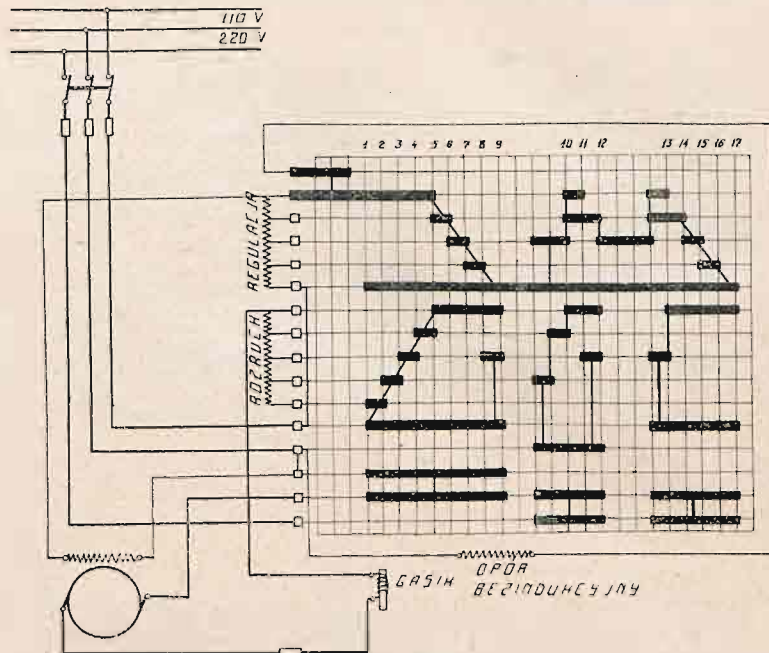 110 V
220 V
1 2 3 4 5 6 7 8 9 10 11 12 13 14 15 16 17
REGULACJA
ROZRUCH
GASIK
OPÓR
BEZINDUKCYJNY